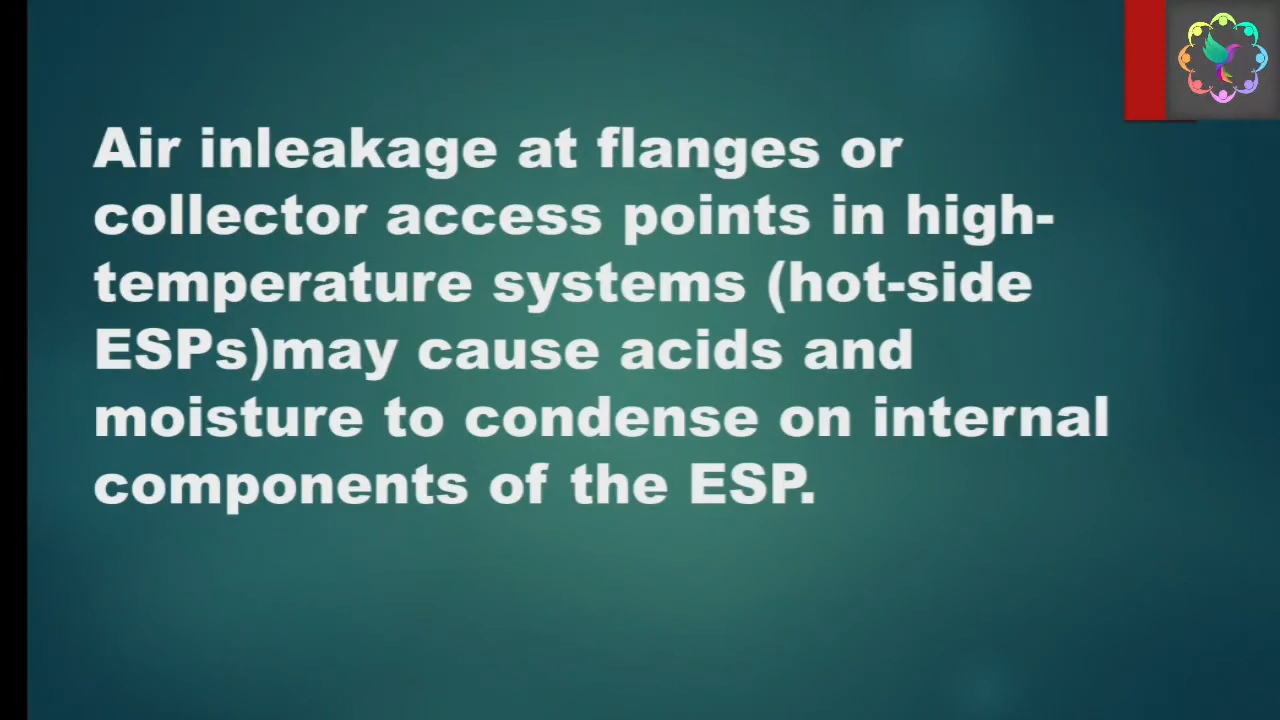 Air inleakage at flanges or
collector access points in high-
temperature systems (hot-side
ESPs)may cause acids and
moisture to condense on internal
components of the ESP.